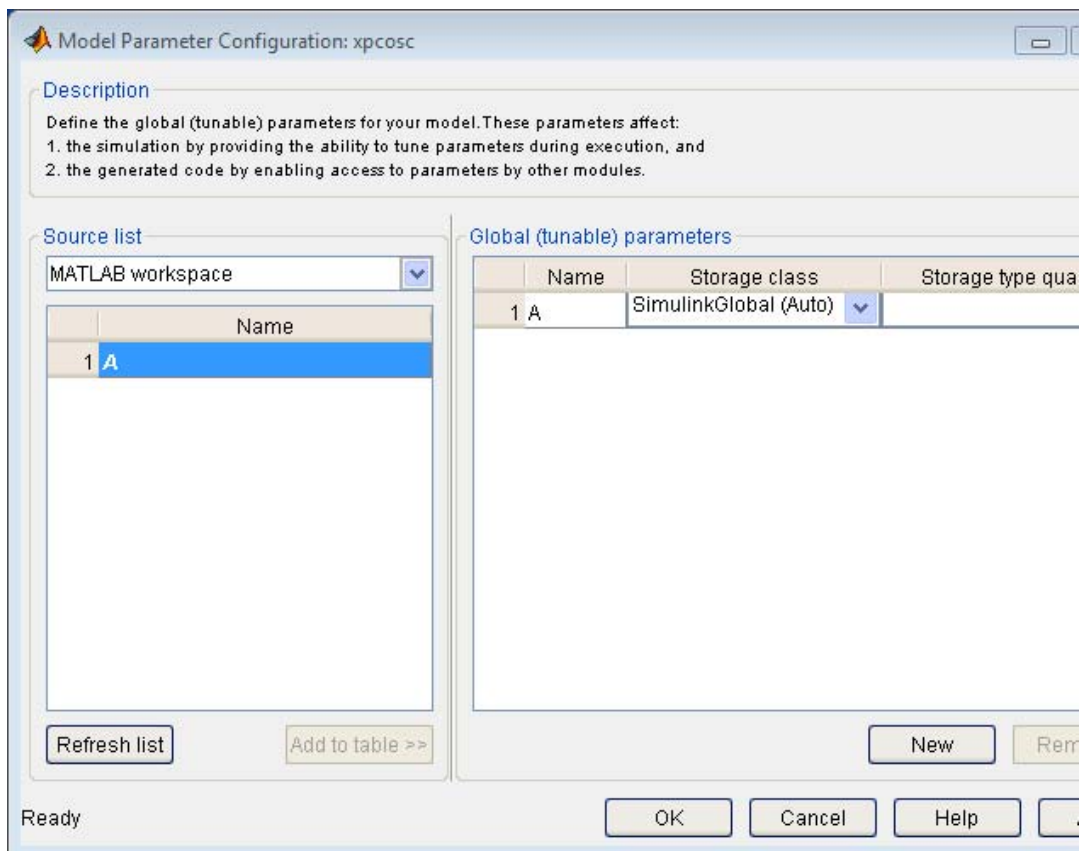 Model Parameter Configuration: xpcosc
Description
Define the global (tunable) parameters for your model.These parameters affect:
1. the simulation by providing the ability to tune parameters during execution, and
2. the generated code by enabling access to parameters by other modules.
Source list
MATLAB workspace
Name
1 A
Refresh list
Add to table >>
Global (tunable) parameters
Name Storage class Storage type qua
1 A SimulinkGlobal (Auto)
New
Rem
Ready
OK
Cancel
Help